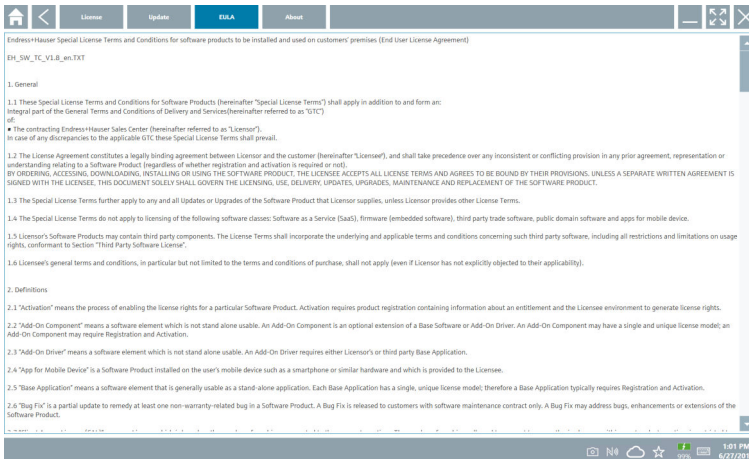 License
Update
EULA
About
Endress+Hauser Special License Terms and Conditions for software products to be installed and used on customers' premises (End User License Agreement)
EH_SW_TC_V1.8_en.TXT
1. General
1.1 These Special License Terms and Conditions for Software Products (hereinafter "Special License Terms") shall apply in addition to and form an:
Integral part of the General Terms and Conditions of Delivery and Services(hereinafter referred to as "GTC")
of:
■ The contracting Endress+Hauser Sales Center (hereinafter referred to as "Licensor").
In case of any discrepancies to the applicable GTC these Special License Terms shall prevail.
1.2 The License Agreement constitutes a legally binding agreement between Licensor and the customer (hereinafter"Licensee"), and shall take precedence over any inconsistent or conflicting provision in any prior agreement, representation or
understanding relating to a Software Product (regardless of whether registration and activation is required or not).
BY ORDERING, ACCESSING, DOWNLOADING, INSTALLING OR USING THE SOFTWARE PRODUCT, THE LICENSEE ACCEPTS ALL LICENSE TERMS AND AGREES TO BE BOUND BY THEIR PROVISIONS, UNLESS A SEPARATE WRITTEN AGREEMENT IS
SIGNED WITH THE LICENSEE, THIS DOCUMENT SOLELY SHALL GOVERN THE LICENSING, USE, DELIVERY, UPDATES, UPGRADES, MAINTENANCE AND REPLACEMENT OF THE SOFTWARE PRODUCT.
1.3 The Special License Terms further apply to any and all Updates or Upgrades of the Software Product that Licensor supplies, unless Licensor provides other License Terms.
1.4 The Special License Terms do not apply to licensing of the following software classes: Software as a Service (SaaS), firmware (embedded software), third party trade software, public domain software and apps for mobile device.
1.5 Licensor's Software Products may contain third party components. The License Terms shall incorporate the underlying and applicable terms and conditions concerning such third party software, including all restrictions and limitations on usage
rights, conformant to Section "Third Party Software License".
1.6 Licensee's general terms and conditions, in particular but not limited to the terms and conditions of purchase, shall not apply (even if Licensor has not explicitly objected to their applicability).
2. Definitions
2.1 "Activation" means the process of enabling the license rights for a particular Software Product. Activation requires product registration containing information about an entitlement and the Licensee environment to generate license rights.
2.2 "Add-On Component" means a software element which is not stand alone usable. An Add-On Component is an optional extension of a Base Software or Add-On Driver. An Add-On Component may have a single and unique license model; an
Add-On Component may require Registration and Activation.
2.3 "Add-On Driver" means a software element which is not stand alone usable. An Add-On Driver requires either Licensor's or third party Base Application.
2.4 "App for Mobile Device" is a Software Product installed on the user's mobile device such as a smartphone or similar hardware and which is provided to the Licensee.
2.5 "Base Application" means a software element that is generally usable as a stand-alone application. Each Base Application has a single, unique license model; therefore a Base Application typically requires Registration and Activation.
2.6 "Bug Fix" is a partial update to remedy at least one non-warranty-related bug in a Software Product. A Bug Fix is released to customers with software maintenance contract only. A Bug Fix may address bugs, enhancements or extensions of the
Software Product.
99%
1:01 PM
6/27/201